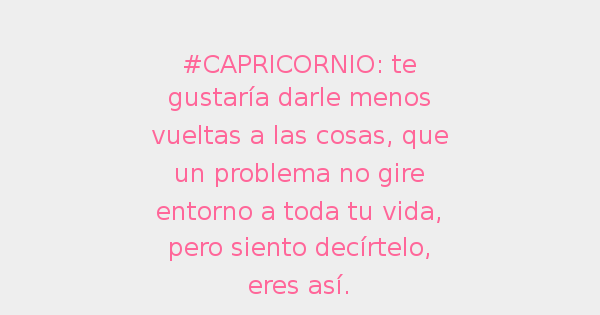 #CAPRICORNIO: te
gustaría darle menos
vueltas a las cosas, que
un problema no gire
entorno a toda tu vida,
pero siento decírtelo,
eres así.